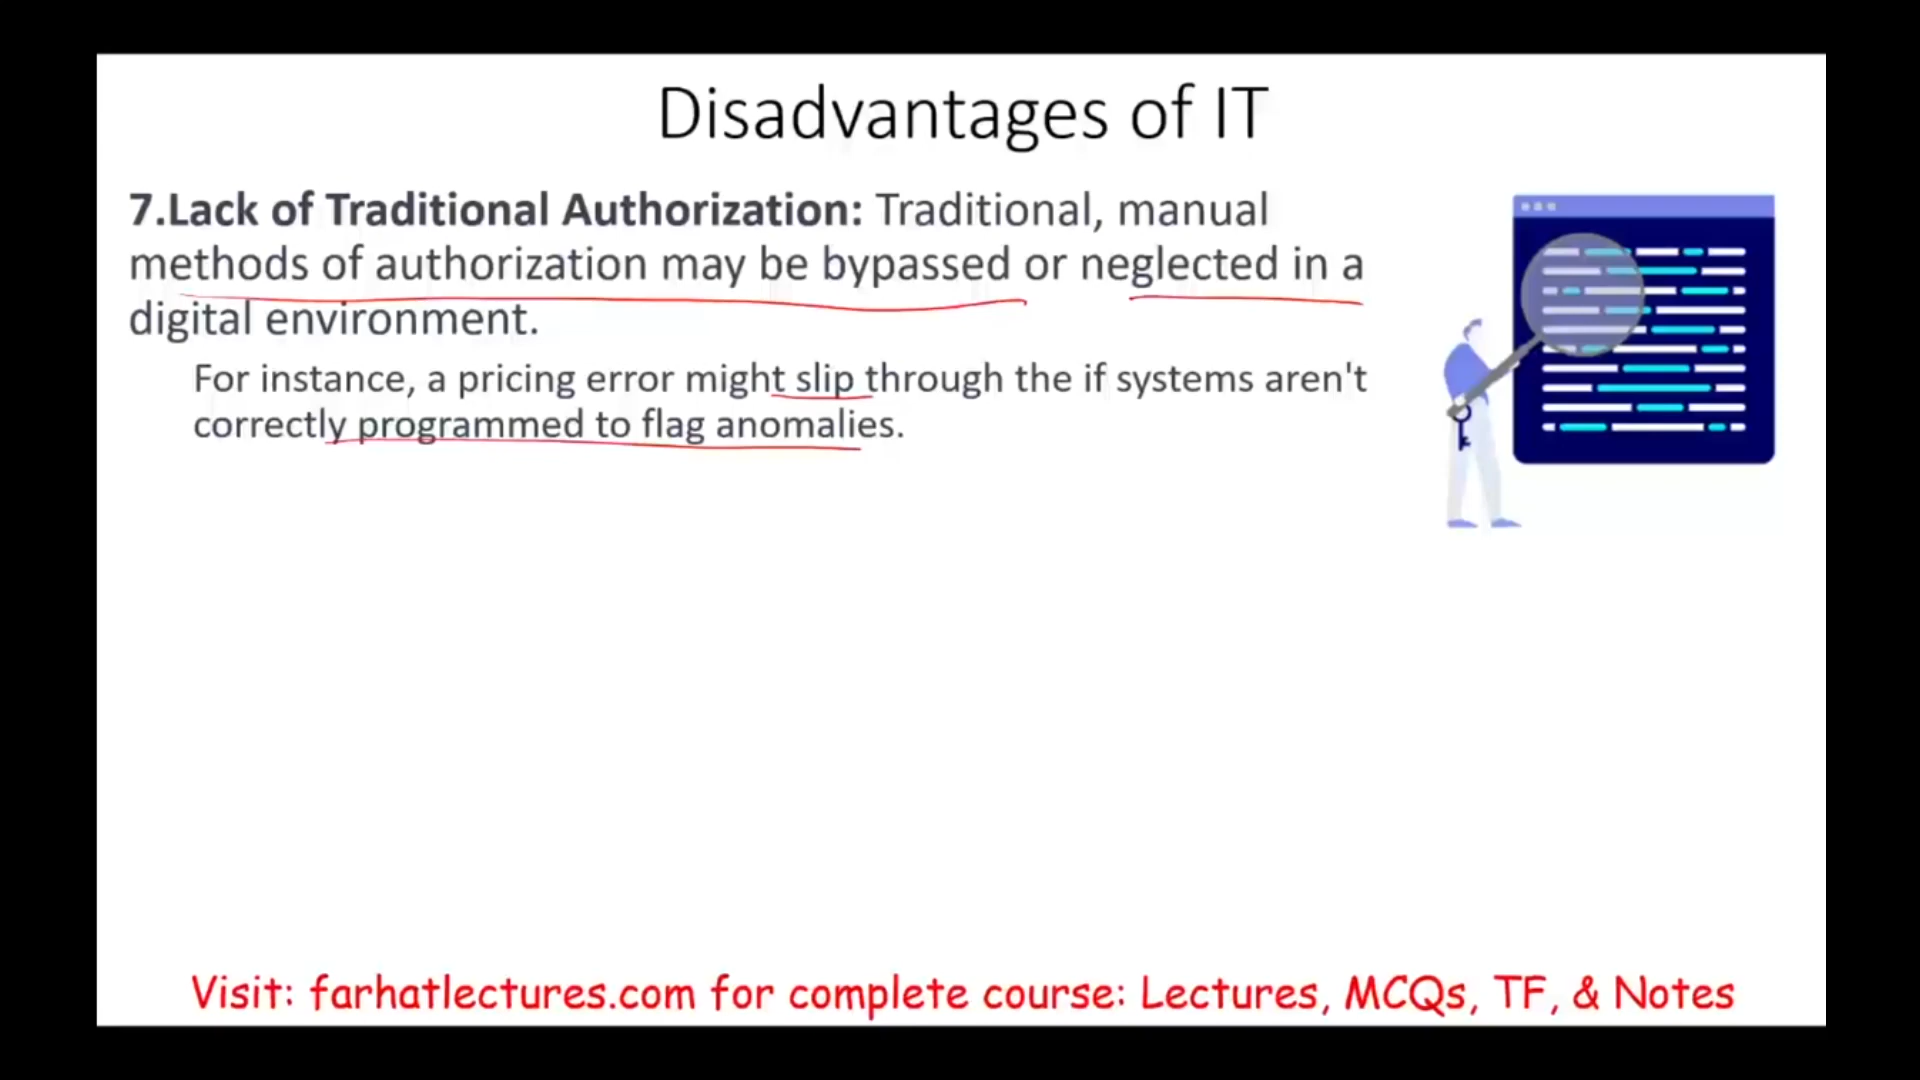 Disadvantages of IT
7.Lack of Traditional Authorization: Traditional, manual
methods of authorization may be bypassed or neglected in a
digital environment.
For instance, a pricing error might slip through the if systems aren't
correctly programmed to flag anomalies.
Visit: farhatlectures.com for complete course: Lectures, MCQs, TF, & Notes